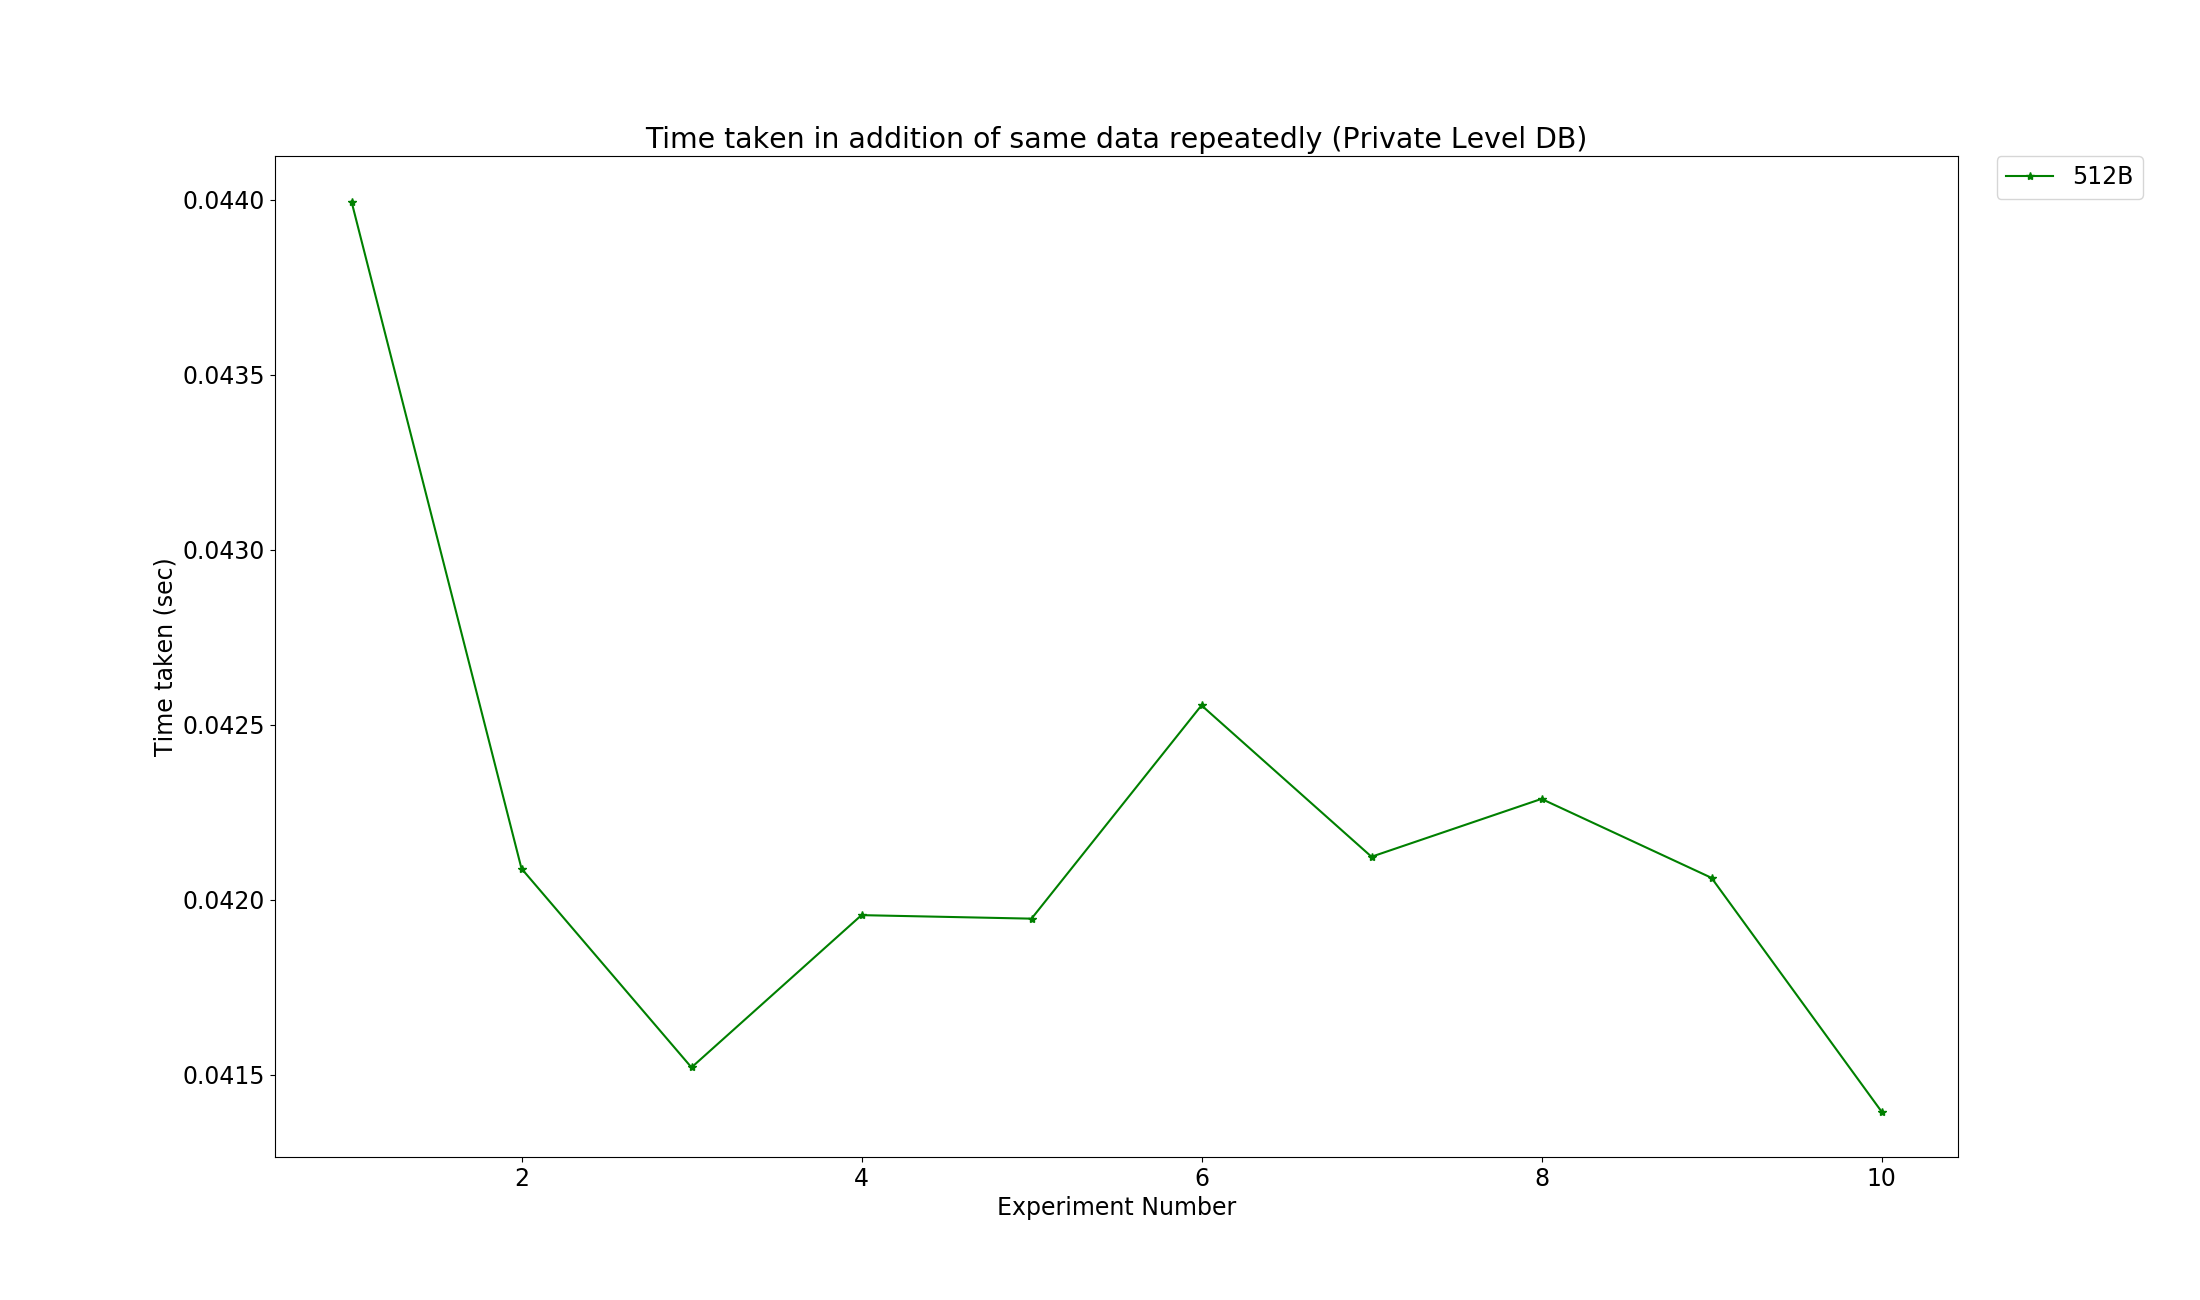 Time taken in addition of same data repeatedly (Private Level DB)
512B
0.0440
0.0435
0.0430
0.0425
0.0420
0.0415
Time taken (sec)
2 4 6 8 10
Experiment Number